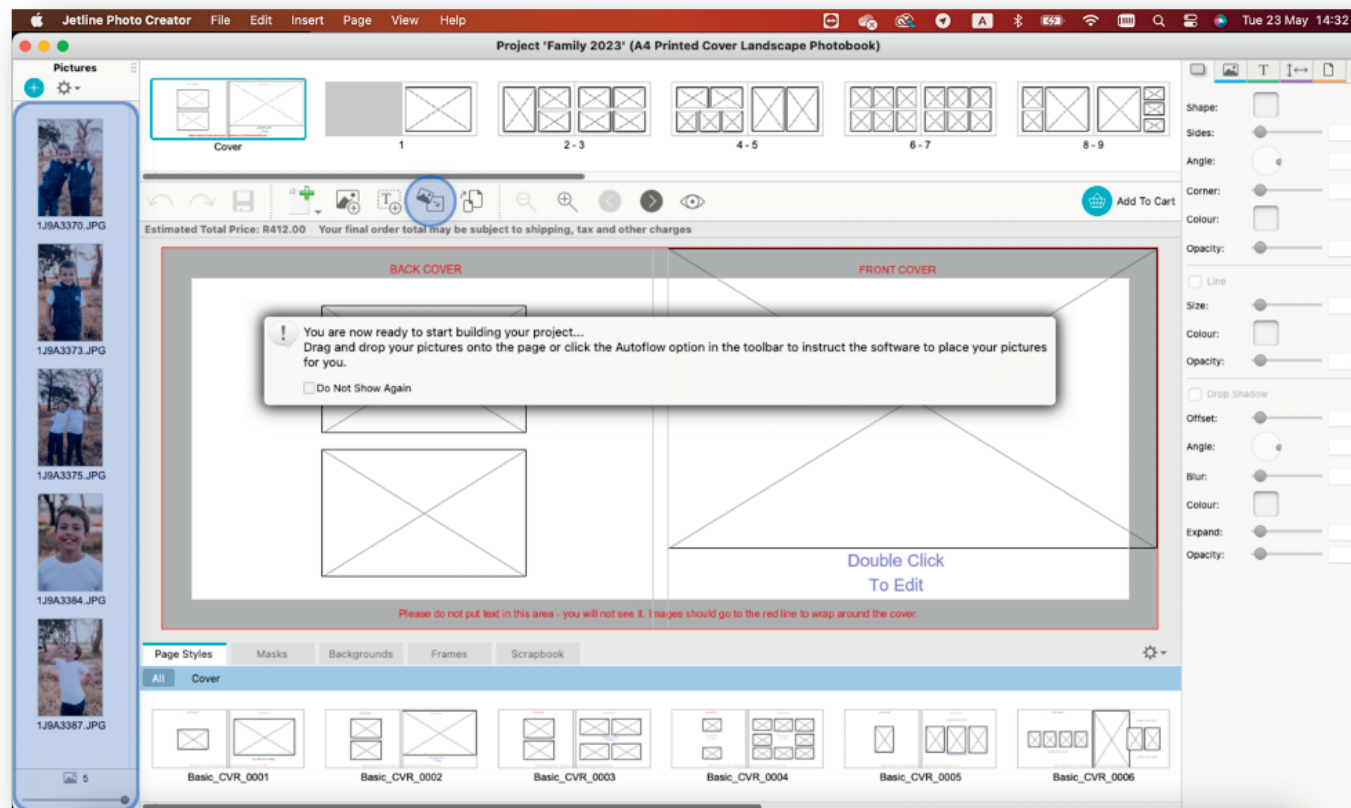 Jetline Photo Creator File Edit Insert Page View Help
A
Tue 23 May 14:32
Project 'Family 2023' (A4 Printed Cover Landscape Photobook)
Pictures
1J9A3370.JPG
1J9A3373.JPG
1J9A3375.JPG
1J9A3384.JPG
1J9A3387.JPG
5
Cover
1
2 - 3
4 - 5
6 - 7
8 - 9
Add To Cart
Estimated Total Price: R412.00 Your final order total may be subject to shipping, tax and other charges
BACK COVER
FRONT COVER
You are now ready to start building your project...
Drag and drop your pictures onto the page or click the Autoflow option in the toolbar to instruct the software to place your pictures
for you.
Do Not Show Again
Double Click
To Edit
Please do not put text in this area - you will not see it. Images should go to the red line to wrap around the cover.
Page Styles Masks Backgrounds Frames Scrapbook
All Cover
Basic_CVR_0001
Basic_CVR_0002
Basic_CVR_0003
Basic_CVR_0004
Basic_CVR_0005
Basic_CVR_0006
T
Shape:
Sides:
Angle:
Corner:
Colour:
Opacity:
Line
Size:
Colour:
Opacity:
Drop Shadow
Offset:
Angle:
Blur:
Colour:
Expand:
Opacity: